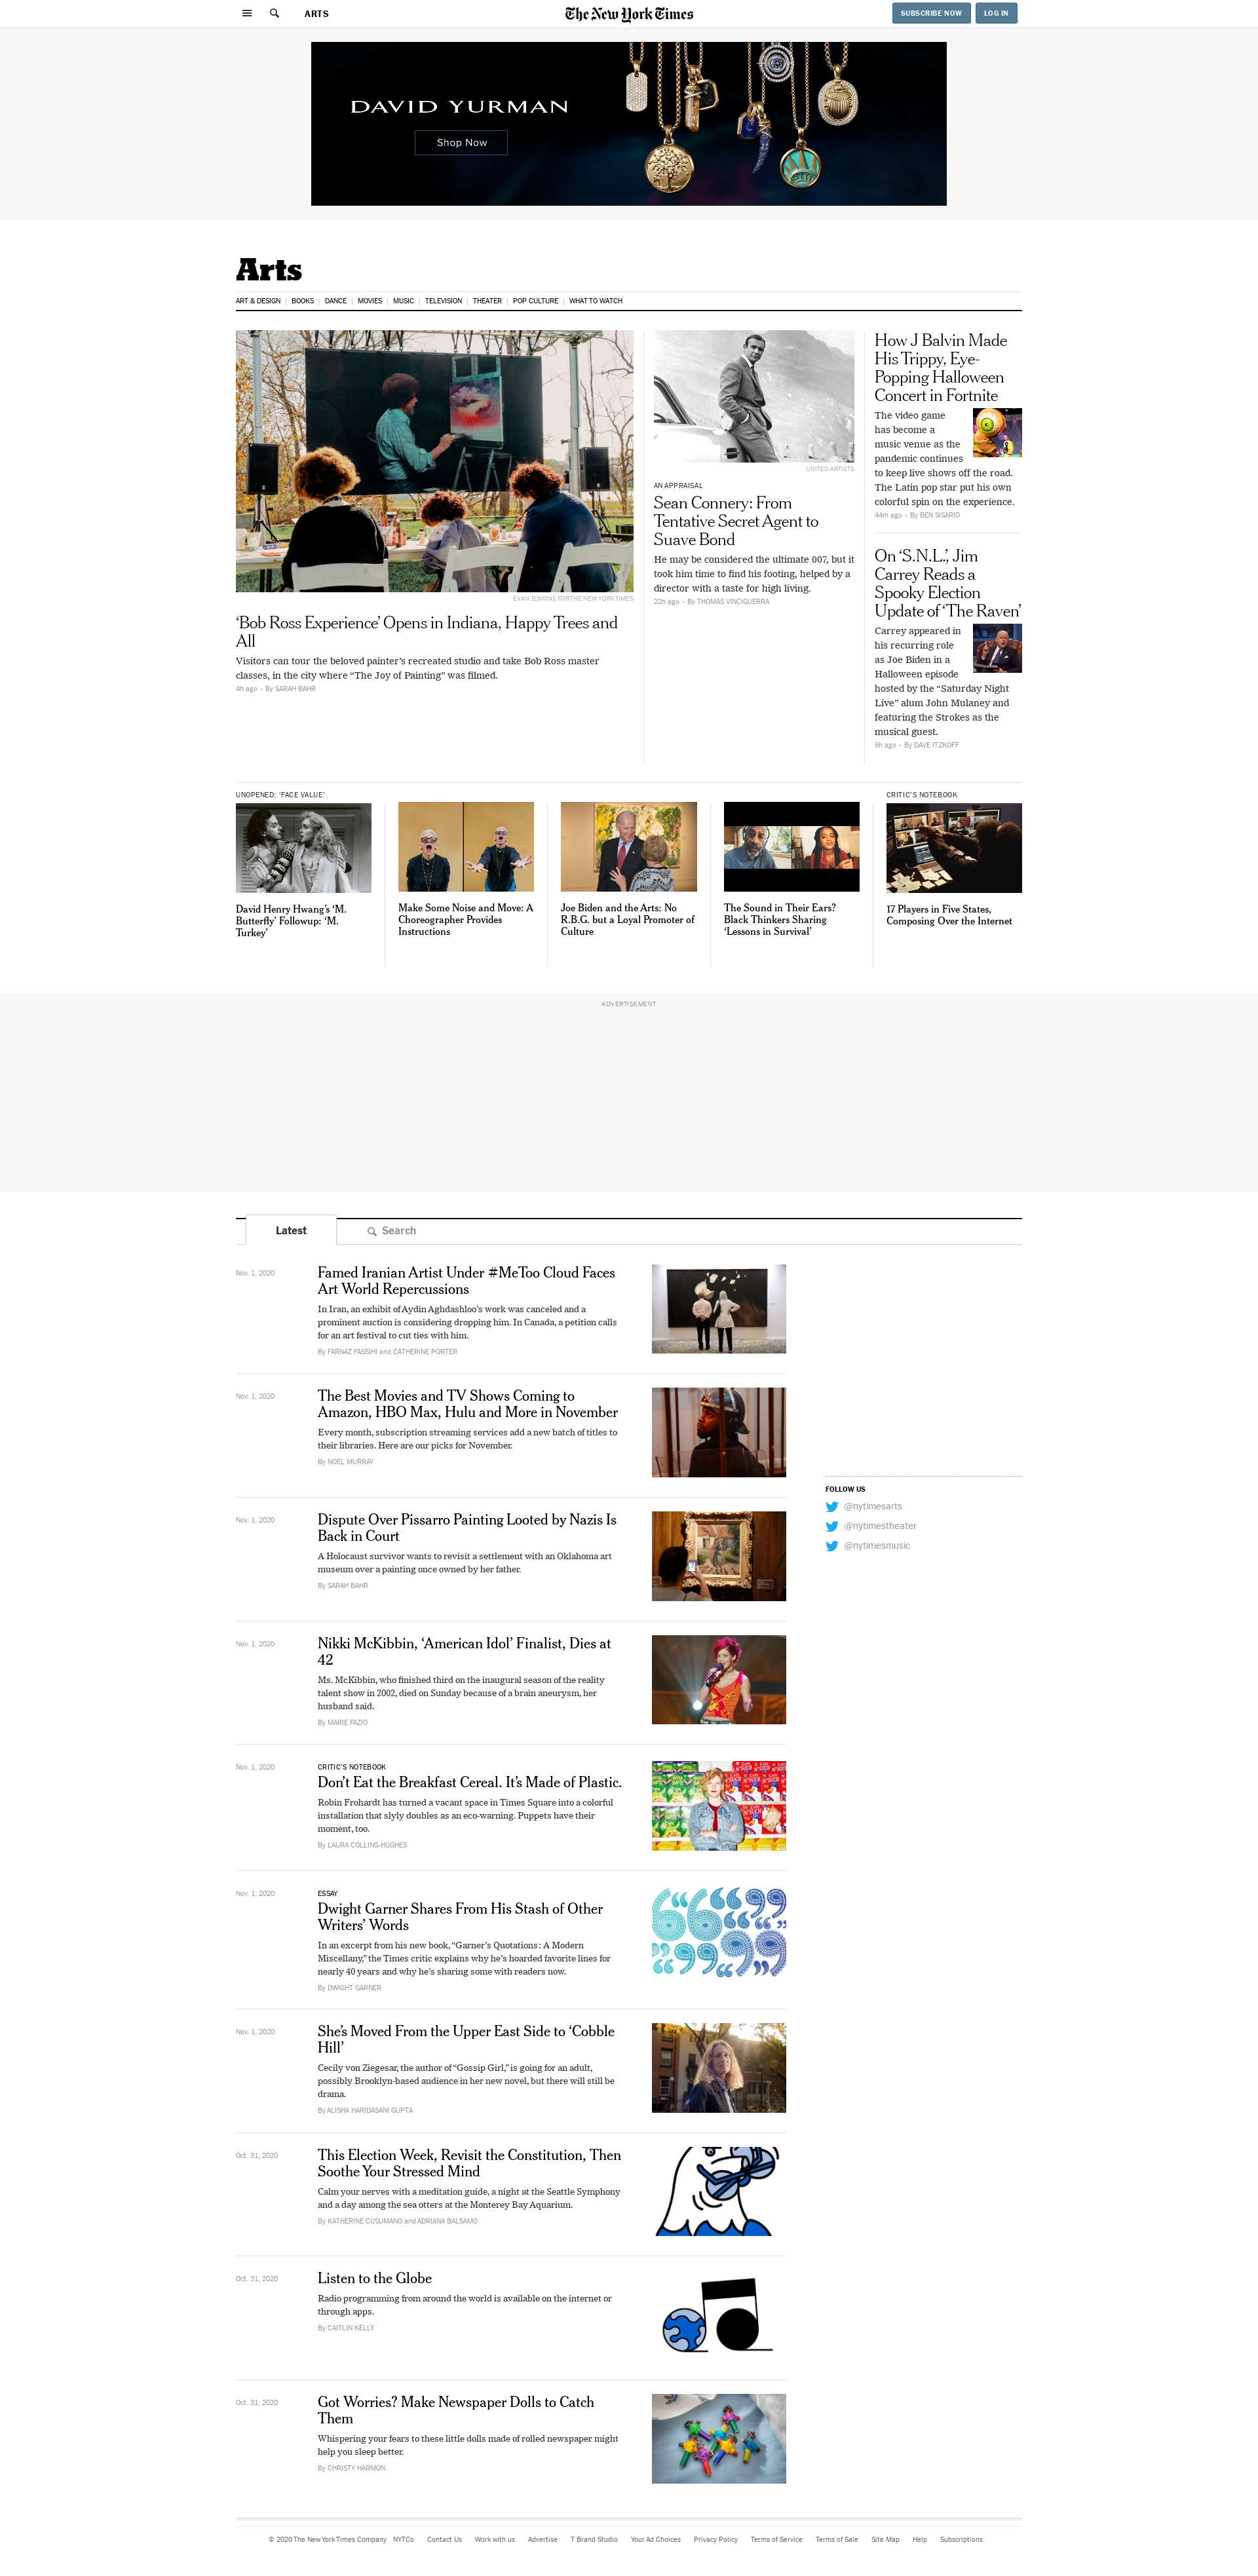 ARTS
The New York Times
SUBSCRIBE NOW
LOG IN
DAVID YURMAN
Shop Now
Arts
ART & DESIGN
BOOKS
DANCE
MOVIES
MUSIC
TELEVISION
THEATER
POP CULTURE
WHAT TO WATCH
EVAN JENKINS FOR THE NEW YORK TIMES
‘Bob Ross Experience’ Opens in Indiana, Happy Trees and
All
Visitors can tour the beloved painter’s recreated studio and take Bob Ross master
classes, in the city where “The Joy of Painting” was filmed.
4h ago • By SARAH BAHR
UNITED ARTISTS
AN APPRAISAL
Sean Connery: From
Tentative Secret Agent to
Suave Bond
He may be considered the ultimate 007, but it
took him time to find his footing, helped by a
director with a taste for high living.
22h ago • By THOMAS VINCIGUERRA
How J Balvin Made
His Trippy, Eye-
Popping Halloween
Concert in Fortnite
The video game
has become a
music venue as the
pandemic continues
to keep live shows off the road.
The Latin pop star put his own
colorful spin on the experience.
44m ago • By BEN SISARIO
On ‘S.N.L.’, Jim
Carrey Reads a
Spooky Election
Update of ‘The Raven’
Carrey appeared in
his recurring role
as Joe Biden in a
Halloween episode
hosted by the “Saturday Night
Live” alum John Mulaney and
featuring the Strokes as the
musical guest.
6h ago • By DAVE ITZKOFF
UNOPENED: ‘FACE VALUE’
David Henry Hwang’s ‘M.
Butterfly’ Followup: ‘M.
Turkey’
Make Some Noise and Move: A
Choreographer Provides
Instructions
Joe Biden and the Arts: No
R.B.G. but a Loyal Promoter of
Culture
The Sound in Their Ears?
Black Thinkers Sharing
‘Lessons in Survival’
CRITIC’S NOTEBOOK
17 Players in Five States,
Composing Over the Internet
ADVERTISEMENT
Latest
Search
Nov. 1, 2020
Famed Iranian Artist Under #MeToo Cloud Faces
Art World Repercussions
In Iran, an exhibit of Aydin Aghdashloo’s work was canceled and a
prominent auction is considering dropping him. In Canada, a petition calls
for an art festival to cut ties with him.
By FARNAZ FASSIHI and CATHERINE PORTER
Nov. 1, 2020
The Best Movies and TV Shows Coming to
Amazon, HBO Max, Hulu and More in November
Every month, subscription streaming services add a new batch of titles to
their libraries. Here are our picks for November.
By NOEL MURRAY
FOLLOW US
@nytimesarts
@nytimestheater
@nytimesmusic
Nov. 1, 2020
Dispute Over Pissarro Painting Looted by Nazis Is
Back in Court
A Holocaust survivor wants to revisit a settlement with an Oklahoma art
museum over a painting once owned by her father.
By SARAH BAHR
Nov. 1, 2020
Nikki McKibbin, ‘American Idol’ Finalist, Dies at
42
Ms. McKibbin, who finished third on the inaugural season of the reality
talent show in 2002, died on Sunday because of a brain aneurysm, her
husband said.
By MARIE FAZIO
Nov. 1, 2020
CRITIC’S NOTEBOOK
Don’t Eat the Breakfast Cereal. It’s Made of Plastic.
Robin Frohardt has turned a vacant space in Times Square into a colorful
installation that slyly doubles as an eco-warning. Puppets have their
moment, too.
By LAURA COLLINS-HUGHES
Nov. 1, 2020
ESSAY
Dwight Garner Shares From His Stash of Other
Writers’ Words
In an excerpt from his new book, “Garner’s Quotations: A Modern
Miscellany,” the Times critic explains why he’s hoarded favorite lines for
nearly 40 years and why he’s sharing some with readers now.
By DWIGHT GARNER
Nov. 1, 2020
She’s Moved From the Upper East Side to ‘Cobble
Hill’
Cecily von Ziegesar, the author of “Gossip Girl,” is going for an adult,
possibly Brooklyn-based audience in her new novel, but there will still be
drama.
By ALISHA HARIDASANI GUPTA
Oct. 31, 2020
This Election Week, Revisit the Constitution, Then
Soothe Your Stressed Mind
Calm your nerves with a meditation guide, a night at the Seattle Symphony
and a day among the sea otters at the Monterey Bay Aquarium.
By KATHERINE CUSUMANO and ADRIANA BALSAMO
Oct. 31, 2020
Listen to the Globe
Radio programming from around the world is available on the internet or
through apps.
By CAITLIN KELLY
Oct. 31, 2020
Got Worries? Make Newspaper Dolls to Catch
Them
Whispering your fears to these little dolls made of rolled newspaper might
help you sleep better.
By CHRISTY HARMON
© 2020 The New York Times Company
NYTCo
Contact Us
Work with us
Advertise
T Brand Studio
Your Ad Choices
Privacy Policy
Terms of Service
Terms of Sale
Site Map
Help
Subscriptions